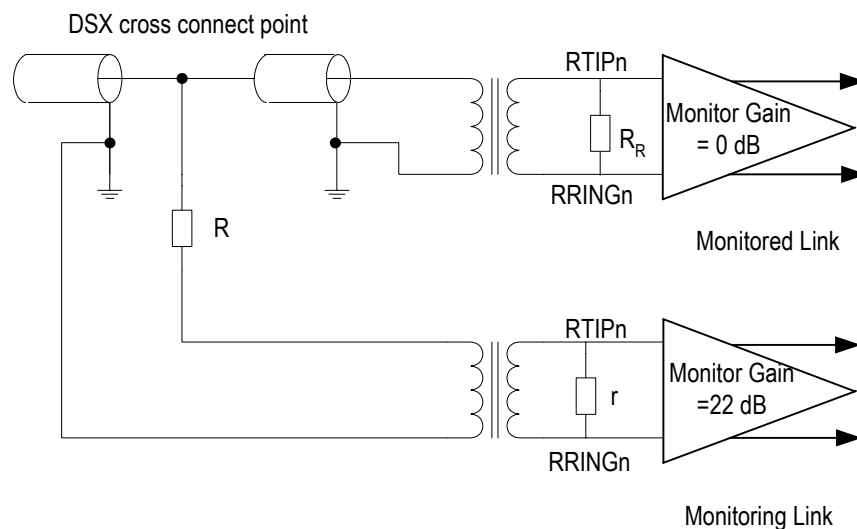 DSX cross connect point
RTIPn
Monitor Gain
= 0 dB
R_R
RRINGn
Monitored Link
R
RTIPn
Monitor Gain
=22 dB
r
RRINGn
Monitoring Link